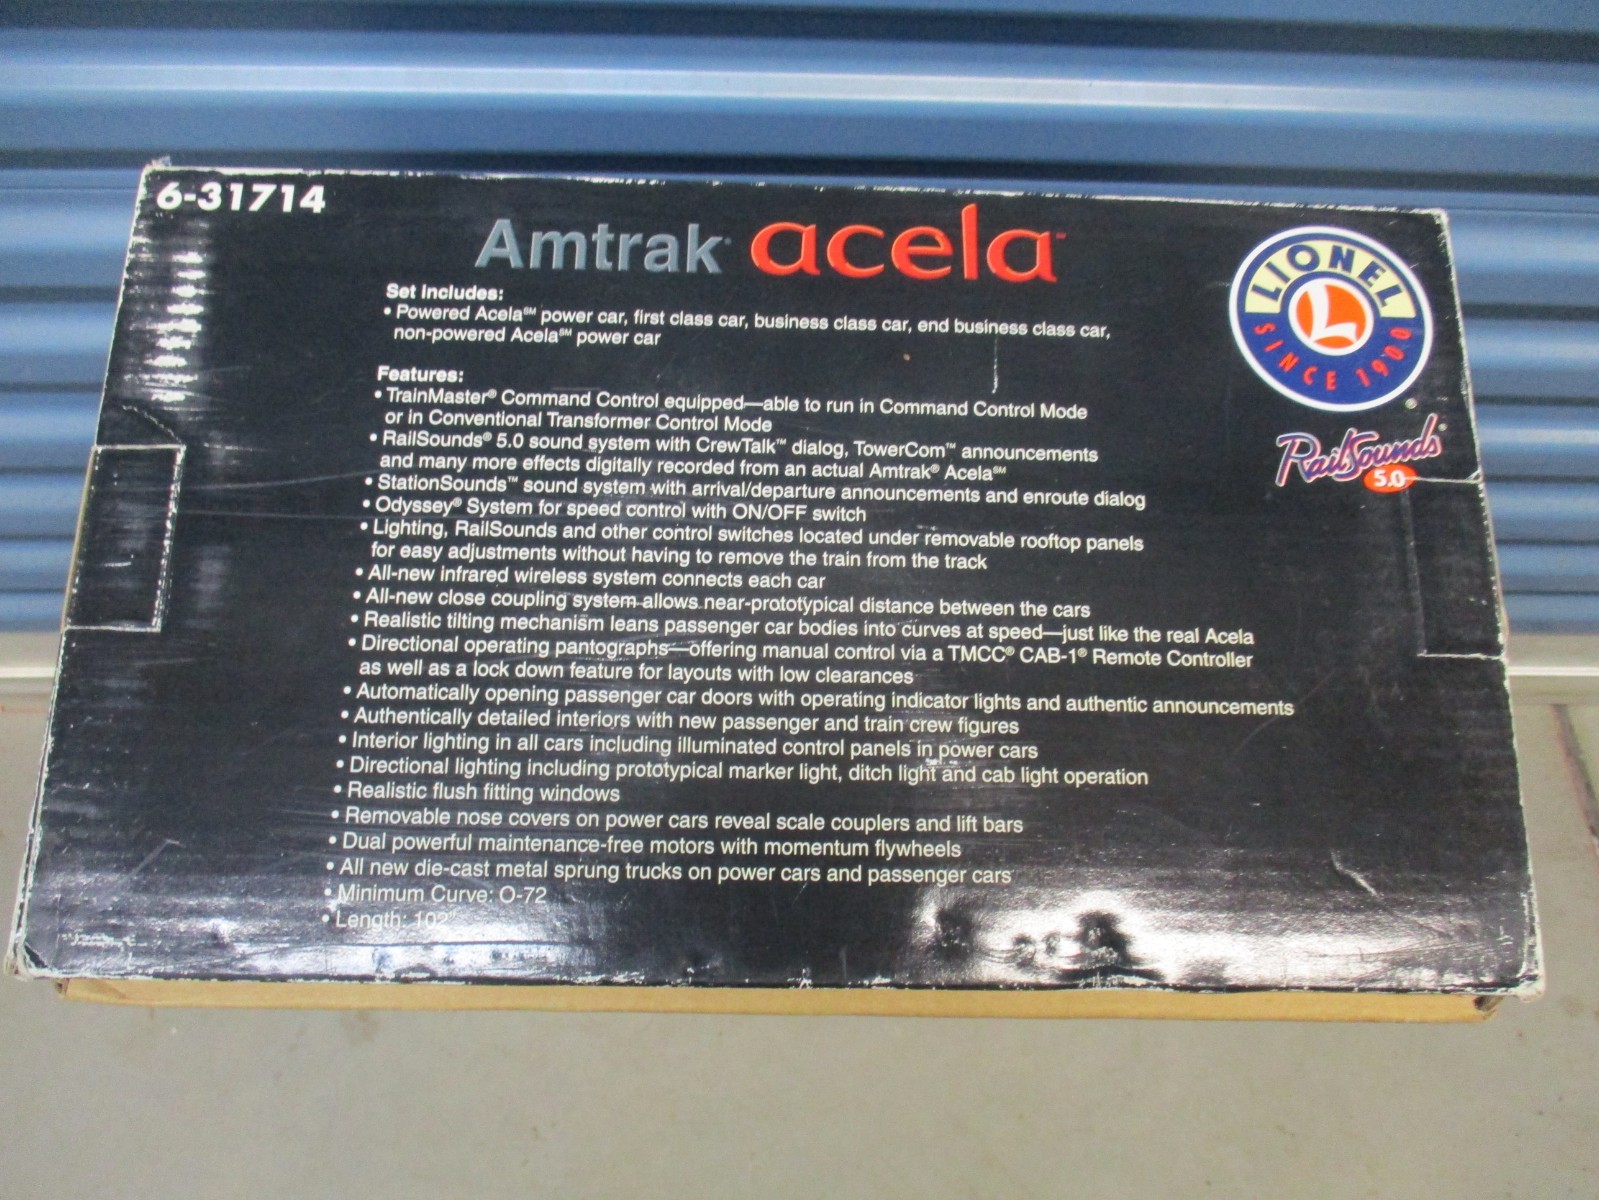 6-31714
Amtrak® acela℠
LIONEL
L
SINCE 1900
®
RailSounds®
5.0
Set Includes:
• Powered Acela℠ power car, first class car, business class car, end business class car,
non-powered Acela℠ power car
Features:
• TrainMaster® Command Control equipped—able to run in Command Control Mode
or in Conventional Transformer Control Mode
• RailSounds® 5.0 sound system with CrewTalk™ dialog, TowerCom™ announcements
and many more effects digitally recorded from an actual Amtrak® Acela℠
• StationSounds™ sound system with arrival/departure announcements and enroute dialog
• Odyssey® System for speed control with ON/OFF switch
• Lighting, RailSounds and other control switches located under removable rooftop panels
for easy adjustments without having to remove the train from the track
• All-new infrared wireless system connects each car
• All-new close coupling system allows near-prototypical distance between the cars
• Realistic tilting mechanism leans passenger car bodies into curves at speed—just like the real Acela
• Directional operating pantographs—offering manual control via a TMCC® CAB-1® Remote Controller
as well as a lock down feature for layouts with low clearances
• Automatically opening passenger car doors with operating indicator lights and authentic announcements
• Authentically detailed interiors with new passenger and train crew figures
• Interior lighting in all cars including illuminated control panels in power cars
• Directional lighting including prototypical marker light, ditch light and cab light operation
• Realistic flush fitting windows
• Removable nose covers on power cars reveal scale couplers and lift bars
• Dual powerful maintenance-free motors with momentum flywheels
• All new die-cast metal sprung trucks on power cars and passenger cars
• Minimum Curve: O-72
• Length: 102"